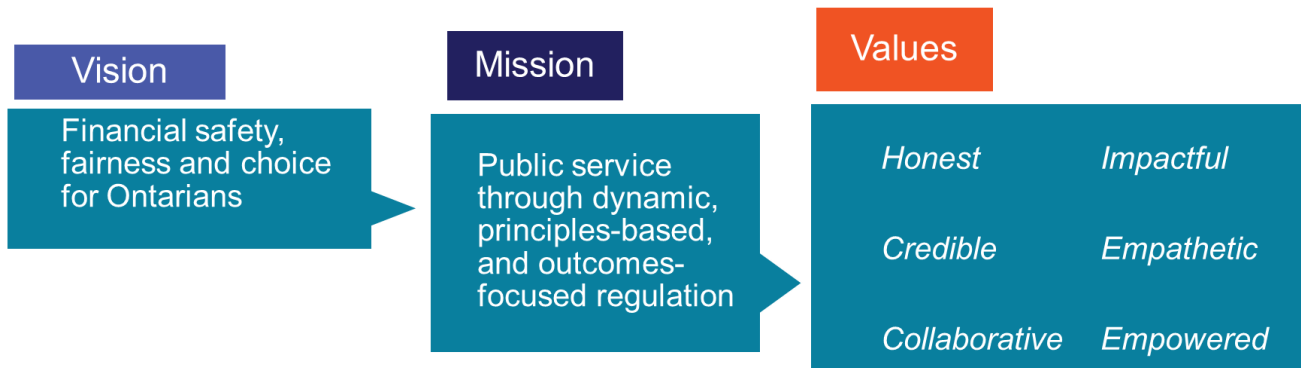 Vision
Financial safety,
fairness and choice
for Ontarians
Mission
Public service
through dynamic,
principles-based,
and outcomes-
focused regulation
Values
Honest Impactful
Credible Empathetic
Collaborative Empowered